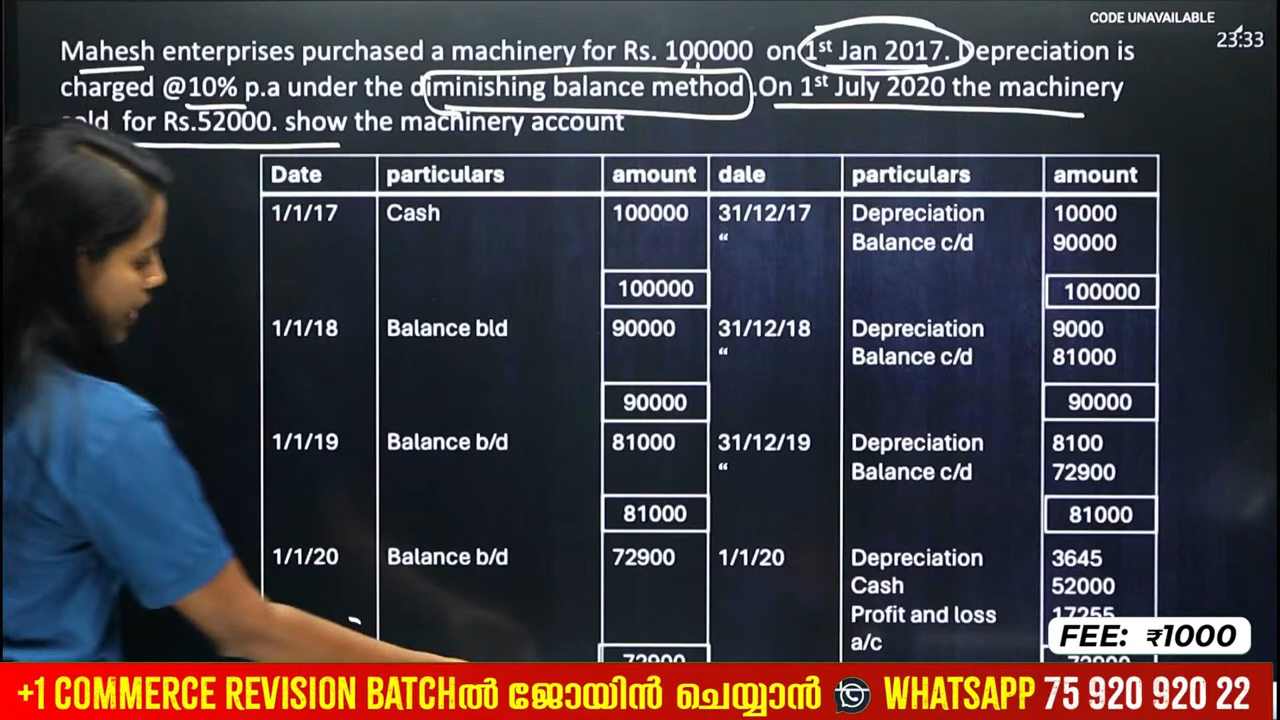 CODE UNAVAILABLE
23:33
Mahesh enterprises purchased a machinery for Rs. 100000 on 1st Jan 2017. Depreciation is
charged @10% p.a under the diminishing balance method .On 1st July 2020 the machinery
for Rs.52000. show the machinery account
Date particulars amount dale particulars amount
1/1/17 Cash 100000 31/12/17 Depreciation 10000
“ Balance c/d 90000
100000 100000
1/1/18 Balance bld 90000 31/12/18 Depreciation 9000
“ Balance c/d 81000
90000 90000
1/1/19 Balance b/d 81000 31/12/19 Depreciation 8100
“ Balance c/d 72900
81000 81000
1/1/20 Balance b/d 72900 1/1/20 Depreciation 3645
Cash 52000
Profit and loss 17255
a/c
72900 72900
FEE: ₹1000
+1 COMMERCE REVISION BATCHൽ ജോയിൻ ചെയ്യാൻ WHATSAPP 75 920 920 22